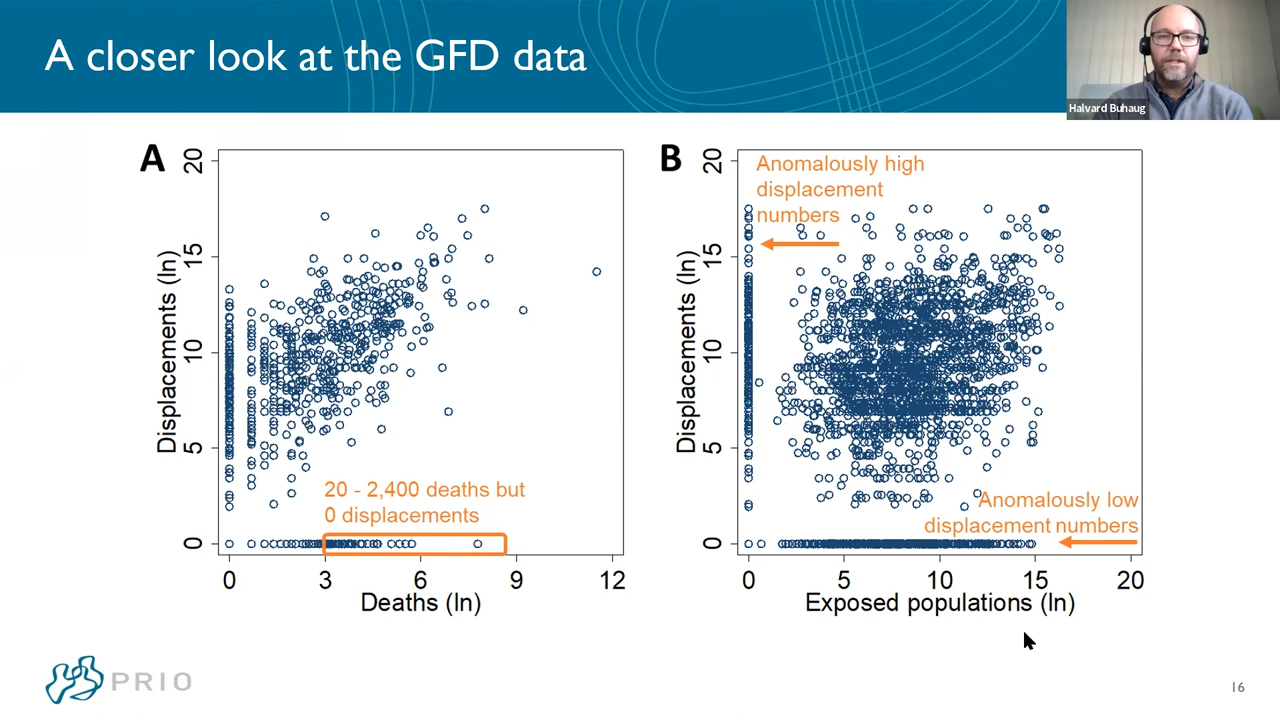 A closer look at the GFD data
Halvard Buhaug
A
20
15
10
5
0
Displacements (ln)
20 - 2,400 deaths but
0 displacements
0
3
6
9
12
Deaths (ln)
B
20
15
10
5
0
Displacements (ln)
Anomalously high
displacement
numbers
Anomalously low
displacement numbers
0
5
10
15
20
Exposed populations (ln)
PRIO
16